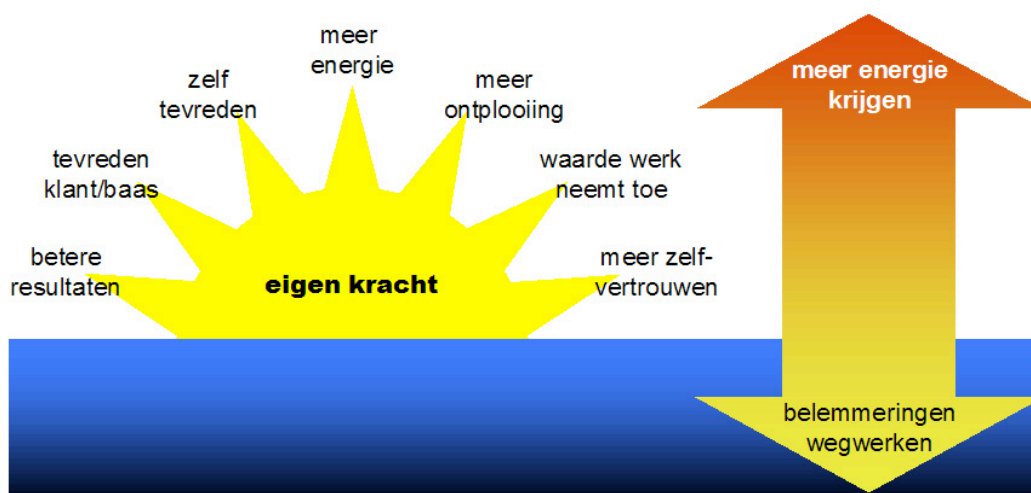 meer
energie
zelf
tevreden
meer
ontplooiing
tevreden
klant/baas
waarde werk
neemt toe
betere
resultaten
eigen kracht
meer zelf-
vertrouwen
meer energie
krijgen
belemmeringen
wegwerken